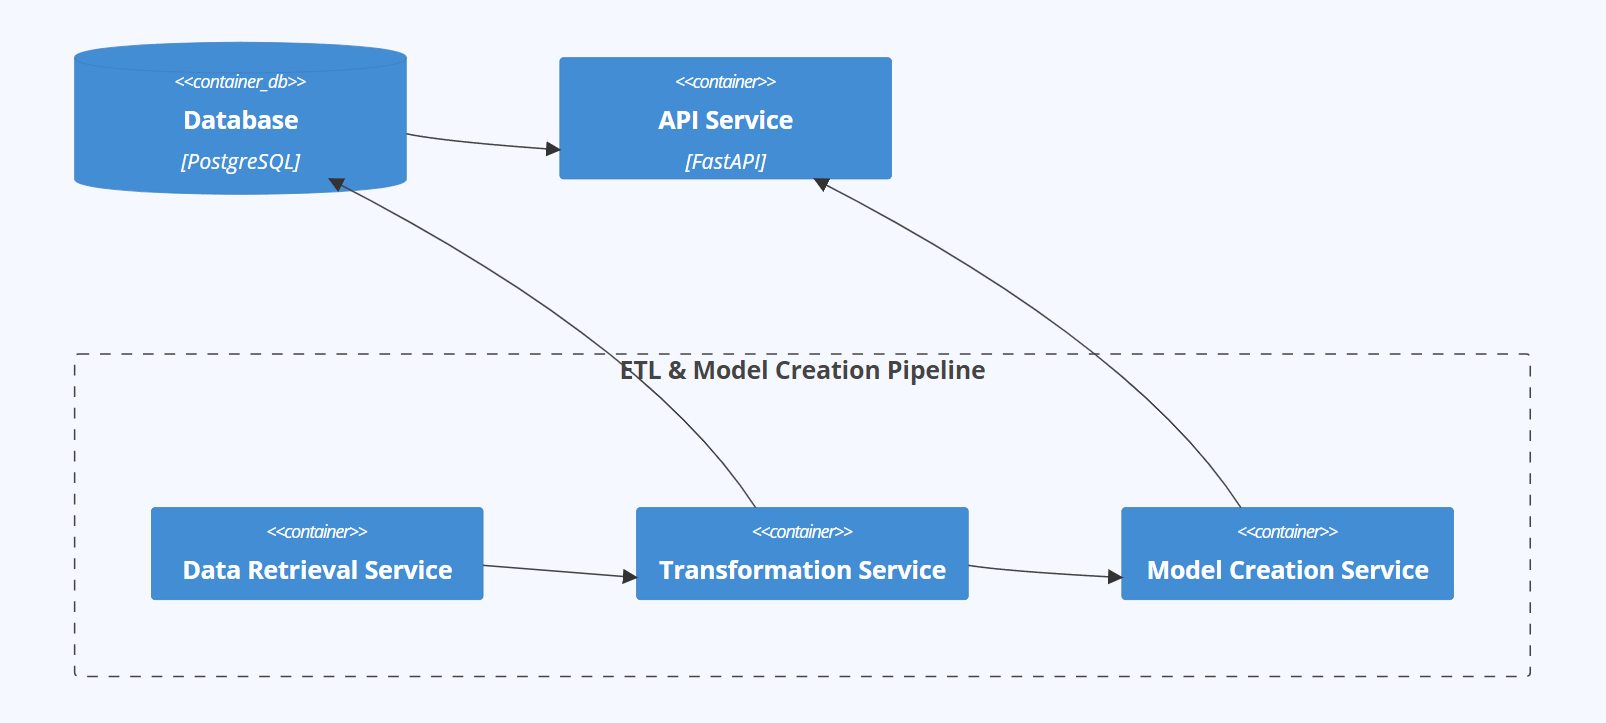 <<container_db>>
Database
[PostgreSQL]
<<container>>
API Service
[FastAPI]
ETL & Model Creation Pipeline
<<container>>
Data Retrieval Service
<<container>>
Transformation Service
<<container>>
Model Creation Service